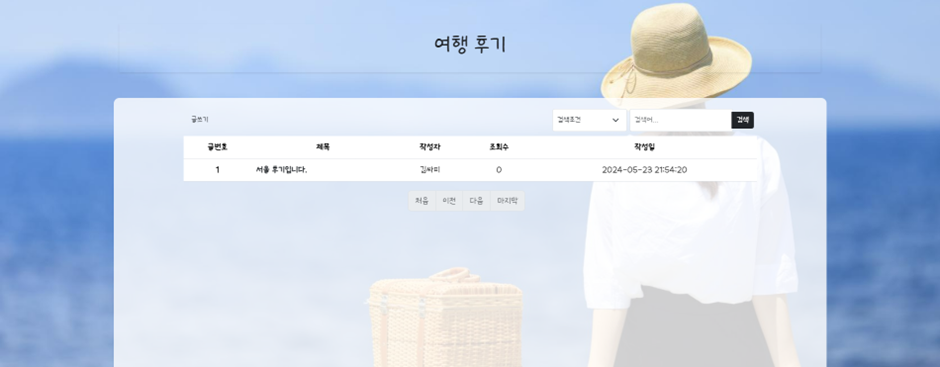 여행 후기
글쓰기 검색조건 검색어... 검색
글번호 제목 작성자 조회수 작성일
1 서울 후기입니다. 김싸피 0 2024-05-23 21:54:20
처음 이전 다음 마지막